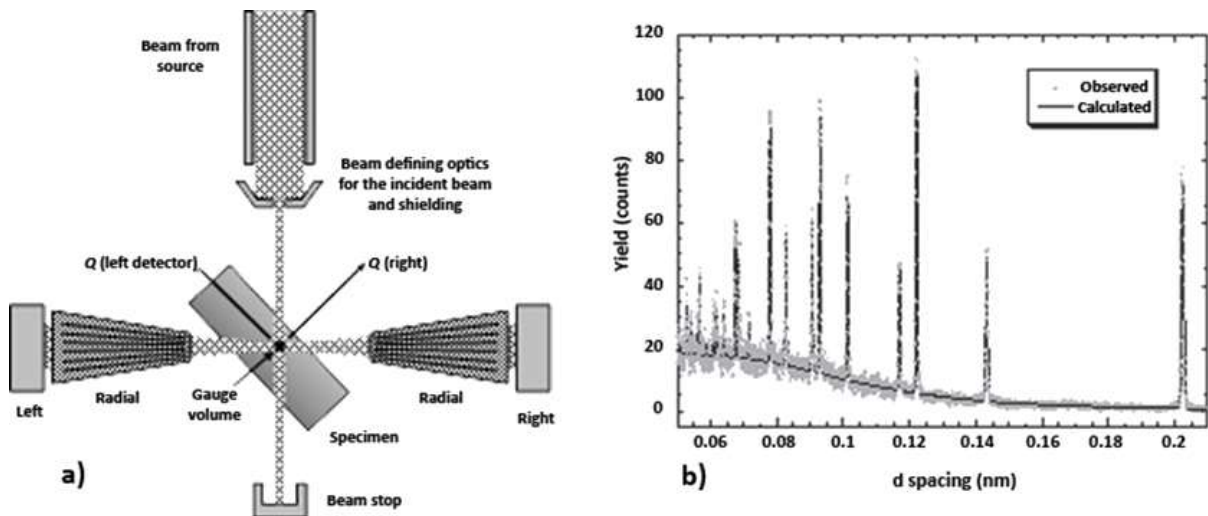 Beam from
source
Beam defining optics
for the incident beam
and shielding
Q (left detector)
Q (right)
Left
Radial
Gauge
volume
Radial
Right
Specimen
a)
Beam stop
120
100
80
60
40
20
0
Yield (counts)
Observed
Calculated
0.06
0.08
0.1
0.12
0.14
0.16
0.18
0.2
b)
d spacing (nm)